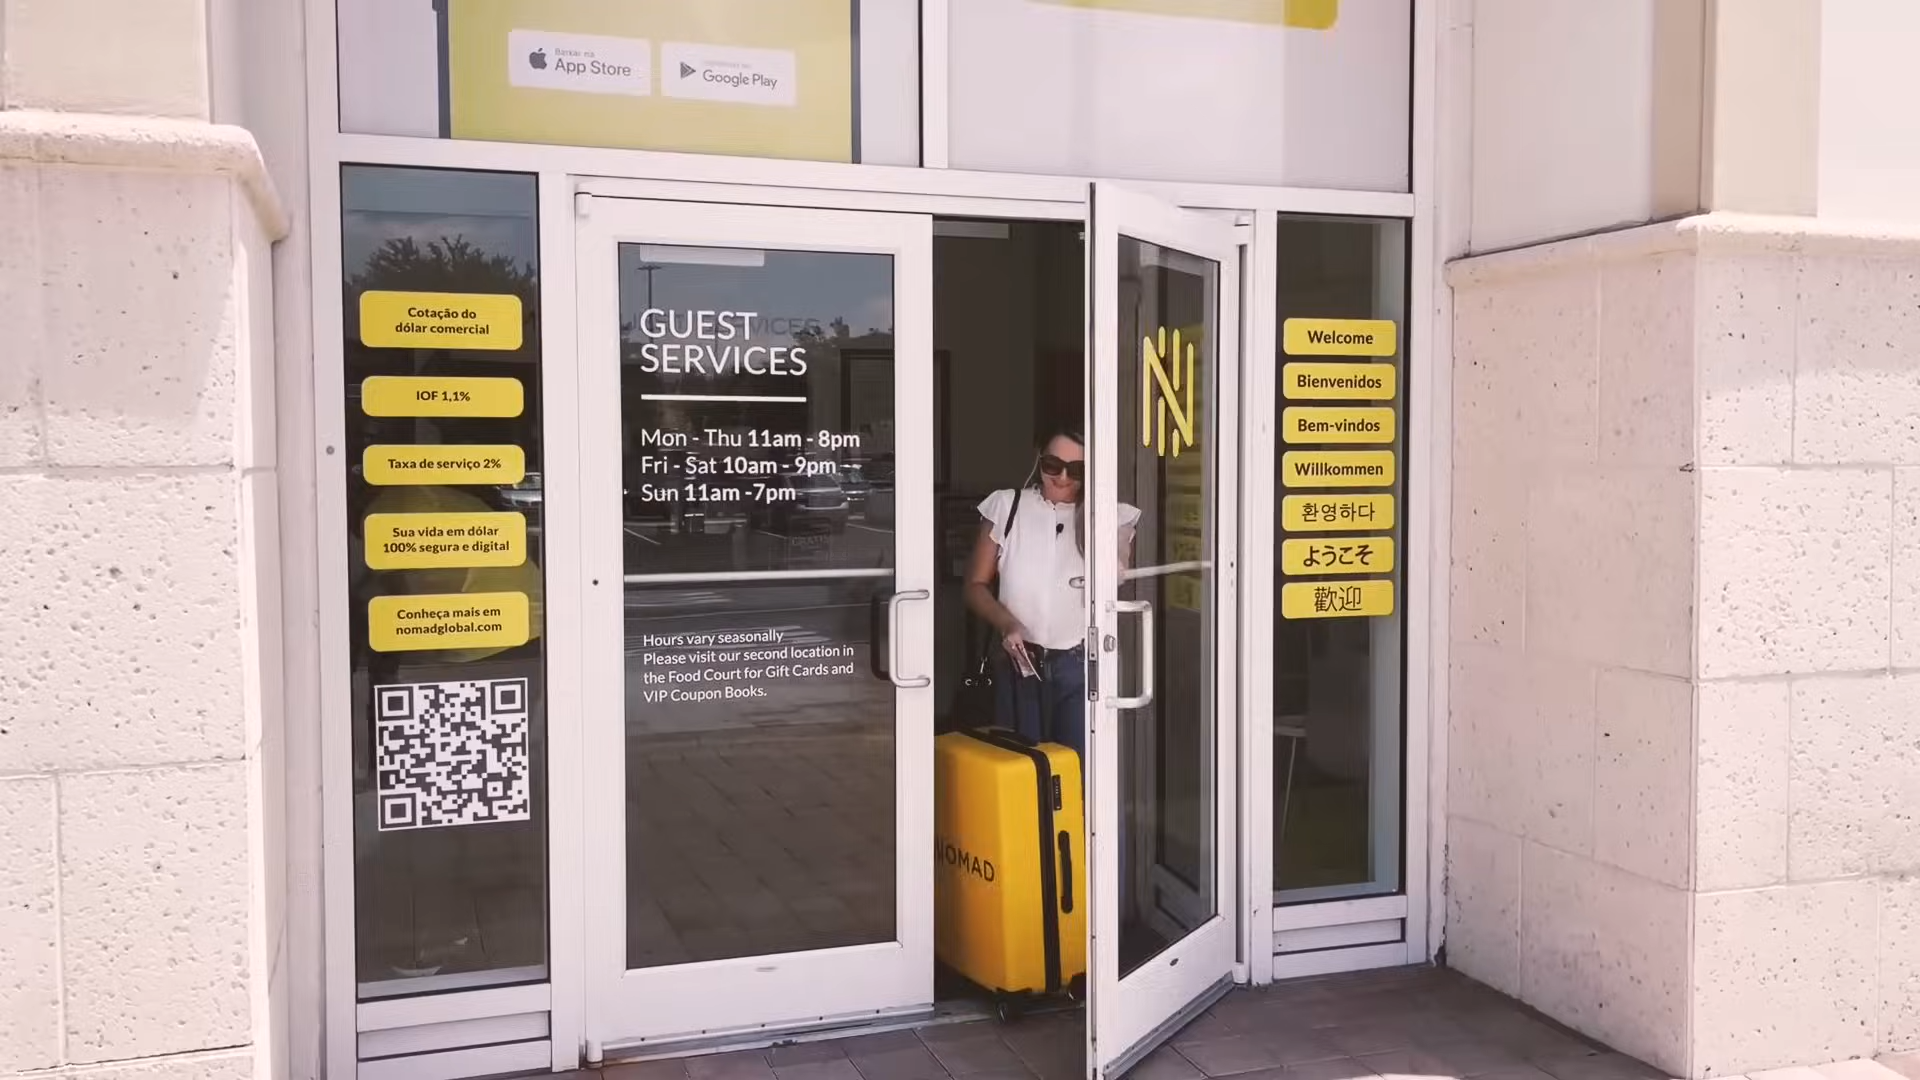 Baixar na
App Store
Google Play
Cotação do
dólar comercial
IOF 1,1%
Taxa de serviço 2%
Sua vida em dólar
100% segura e digital
Conheça mais em
nomadglobal.com
GUEST
SERVICES
Mon - Thu 11am - 8pm
Fri - Sat 10am - 9pm
Sun 11am -7pm
Hours vary seasonally
Please visit our second location in
the Food Court for Gift Cards and
VIP Coupon Books.
N
NOMAD
Welcome
Bienvenidos
Bem-vindos
Willkommen
환영하다
ようこそ
歡迎